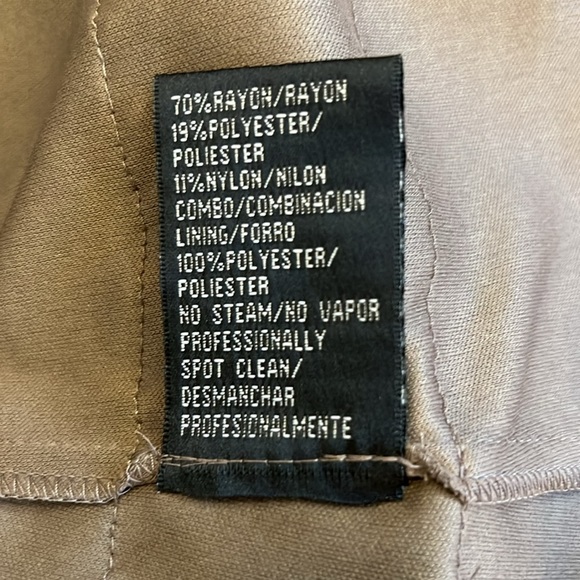 70%RAYON/RAYON
19%POLYESTER/
POLIESTER
11%NYLON/NILON
COMBO/COMBINACION
LINING/FORRO
100%POLYESTER/
POLIESTER
NO STEAM/NO VAPOR
PROFESSIONALLY
SPOT CLEAN/
DESMANCHAR
PROFESIONALMENTE